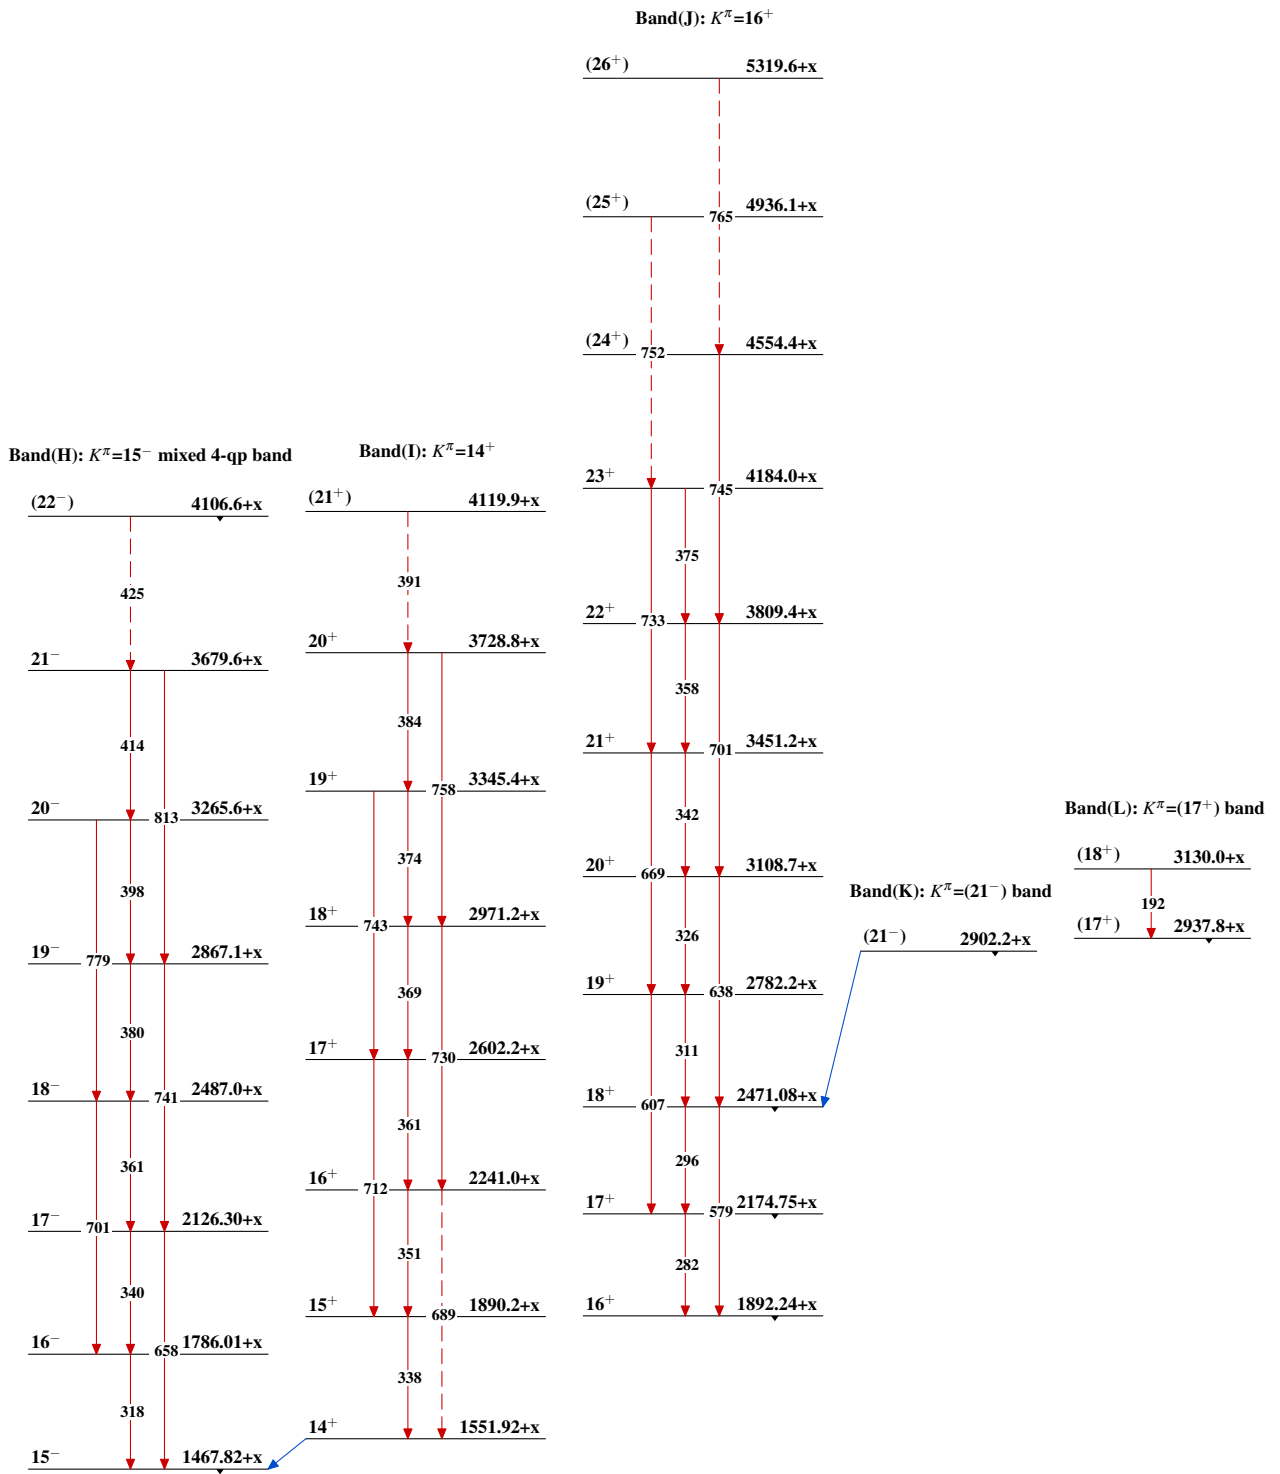 Band(H): K^π=15^− mixed 4-qp band
(22^−) 4106.6+x
425
21^− 3679.6+x
414
813
20^− 3265.6+x
398
779
19^− 2867.1+x
380
741
18^− 2487.0+x
361
701
17^− 2126.30+x
340
658
16^− 1786.01+x
318
15^− 1467.82+x
Band(I): K^π=14^+
(21^+) 4119.9+x
391
20^+ 3728.8+x
384
758
19^+ 3345.4+x
374
743
18^+ 2971.2+x
369
730
17^+ 2602.2+x
361
712
16^+ 2241.0+x
351
689
15^+ 1890.2+x
338
14^+ 1551.92+x
Band(J): K^π=16^+
(26^+) 5319.6+x
765
(25^+) 4936.1+x
752
(24^+) 4554.4+x
745
23^+ 4184.0+x
375
733
22^+ 3809.4+x
358
701
21^+ 3451.2+x
342
669
20^+ 3108.7+x
326
638
19^+ 2782.2+x
311
607
18^+ 2471.08+x
296
579
17^+ 2174.75+x
282
16^+ 1892.24+x
Band(K): K^π=(21^−) band
(21^−) 2902.2+x
Band(L): K^π=(17^+) band
(18^+) 3130.0+x
192
(17^+) 2937.8+x